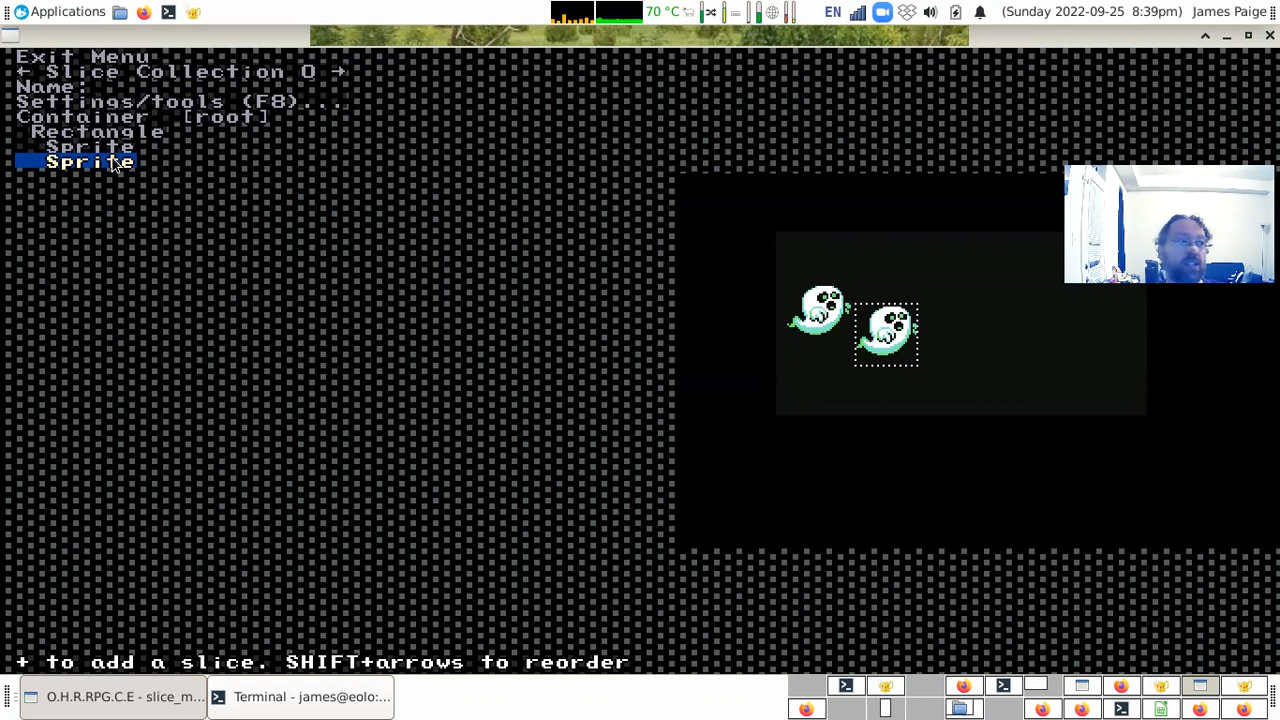 Applications
70 °C
EN
(Sunday 2022-09-25 8:39pm)
James Paige
Exit Menu
← Slice Collection 0 →
Name:
Settings/tools (F8)...
Container [root]
Rectangle
Sprite
Sprite
+ to add a slice. SHIFT+arrows to reorder
O.H.R.RPG.C.E - slice_m...
Terminal - james@eolo:...